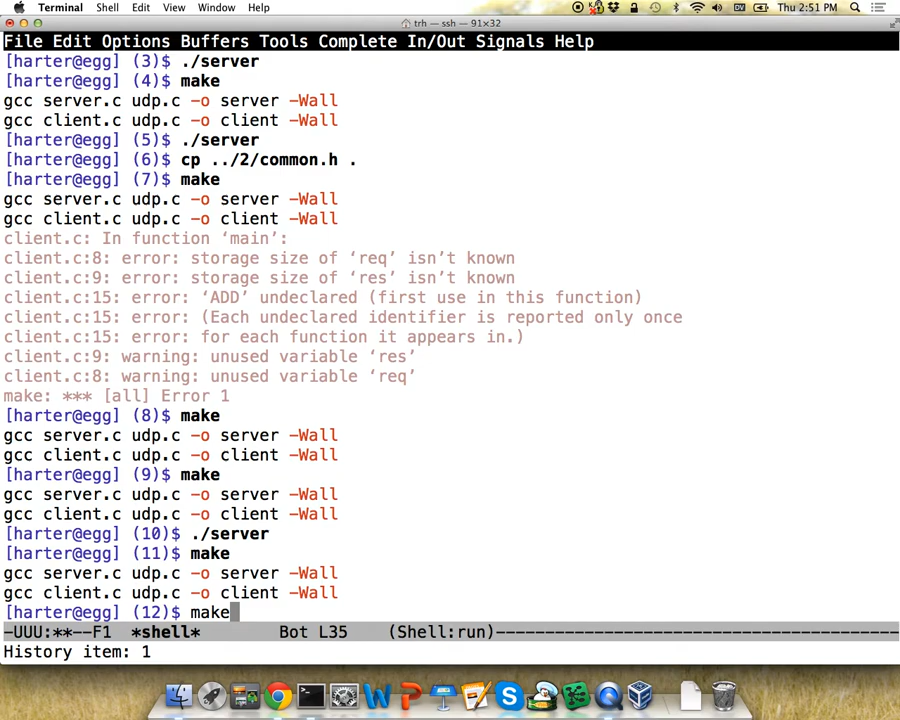 Terminal Shell Edit View Window Help Thu 2:51 PM
trh — ssh — 91×32
File Edit Options Buffers Tools Complete In/Out Signals Help
[harter@egg] (3)$ ./server
[harter@egg] (4)$ make
gcc server.c udp.c -o server -Wall
gcc client.c udp.c -o client -Wall
[harter@egg] (5)$ ./server
[harter@egg] (6)$ cp ../2/common.h .
[harter@egg] (7)$ make
gcc server.c udp.c -o server -Wall
gcc client.c udp.c -o client -Wall
client.c: In function ‘main’:
client.c:8: error: storage size of ‘req’ isn’t known
client.c:9: error: storage size of ‘res’ isn’t known
client.c:15: error: ‘ADD’ undeclared (first use in this function)
client.c:15: error: (Each undeclared identifier is reported only once
client.c:15: error: for each function it appears in.)
client.c:9: warning: unused variable ‘res’
client.c:8: warning: unused variable ‘req’
make: *** [all] Error 1
[harter@egg] (8)$ make
gcc server.c udp.c -o server -Wall
gcc client.c udp.c -o client -Wall
[harter@egg] (9)$ make
gcc server.c udp.c -o server -Wall
gcc client.c udp.c -o client -Wall
[harter@egg] (10)$ ./server
[harter@egg] (11)$ make
gcc server.c udp.c -o server -Wall
gcc client.c udp.c -o client -Wall
[harter@egg] (12)$ make
-UUU:**--F1 *shell* Bot L35 (Shell:run)------------------------------------------
History item: 1